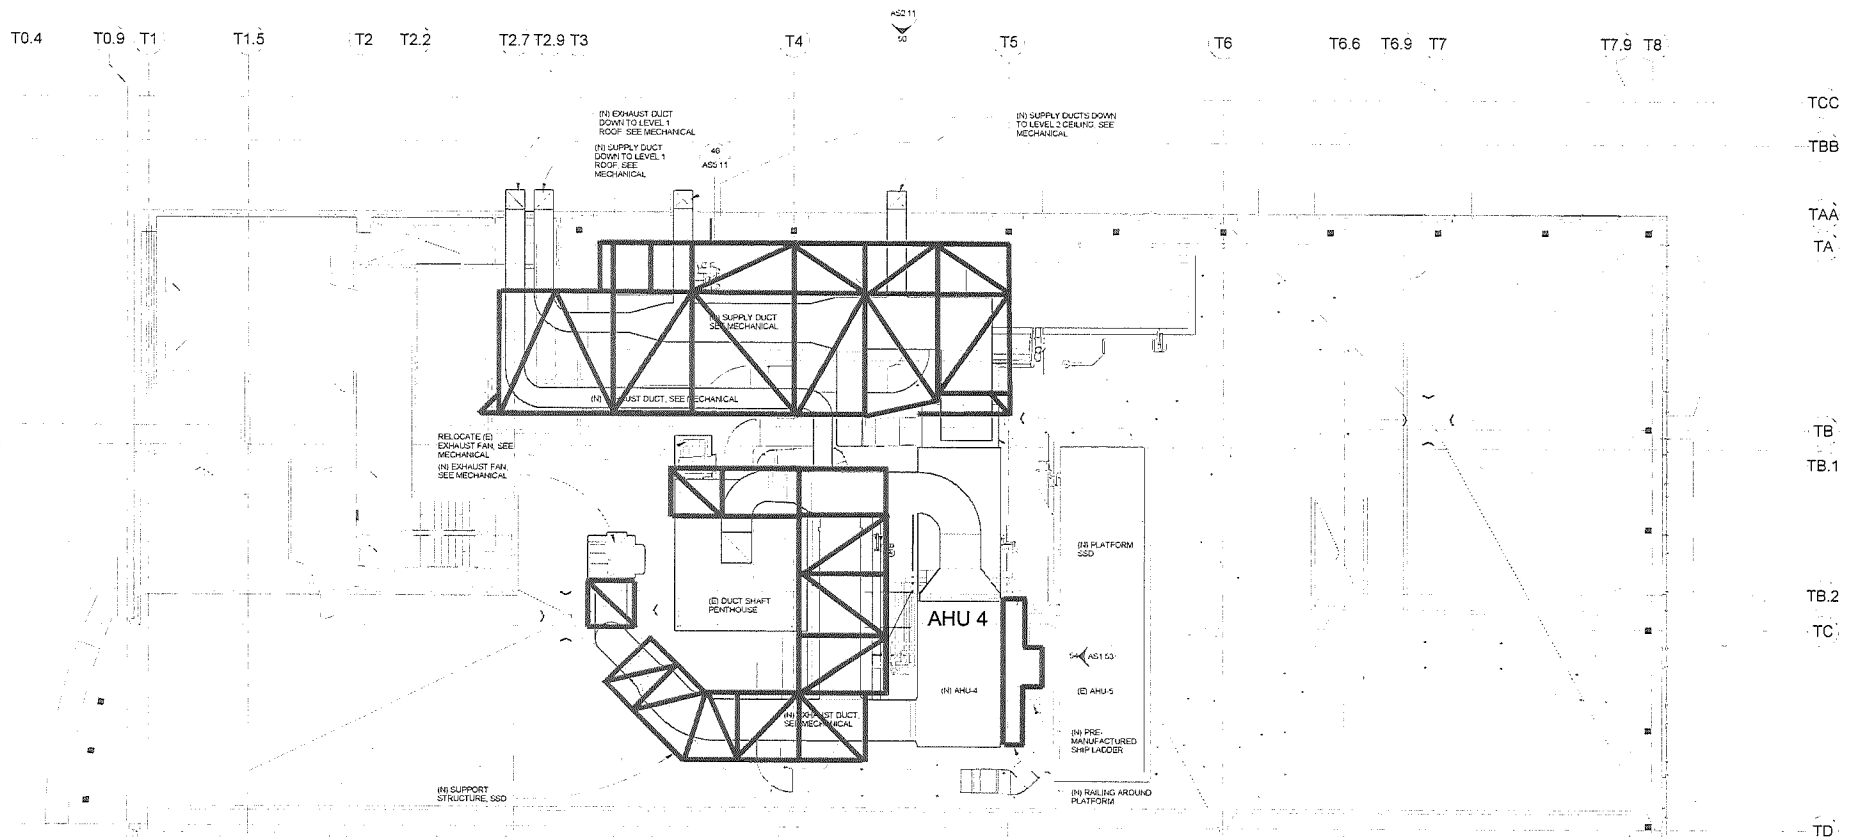 AS2.11
50
T0.4
T0.9
T1
T1.5
T2
T2.2
T2.7
T2.9
T3
T4
T5
T6
T6.6
T6.9
T7
T7.9
T8
TCC
TBB
TAA
TA
TB
TB.1
TB.2
TC
TD
(N) EXHAUST DUCT
DOWN TO LEVEL 1
ROOF, SEE MECHANICAL
(N) SUPPLY DUCT
DOWN TO LEVEL 1
ROOF, SEE
MECHANICAL
46
AS5.11
(N) SUPPLY DUCTS DOWN
TO LEVEL 2 CEILING, SEE
MECHANICAL
(N) SUPPLY DUCT
SEE MECHANICAL
(N) EXHAUST DUCT, SEE MECHANICAL
RELOCATE (E)
EXHAUST FAN, SEE
MECHANICAL
(N) EXHAUST FAN,
SEE MECHANICAL
(N) PLATFORM
SSD
(E) DUCT SHAFT
PENTHOUSE
AHU 4
AS1.53
(N) AHU-4
(E) AHU-5
(N) EXHAUST DUCT,
SEE MECHANICAL
(N) PRE-
MANUFACTURED
SHIP LADDER
(N) SUPPORT
STRUCTURE, SSD
(N) RAILING AROUND
PLATFORM